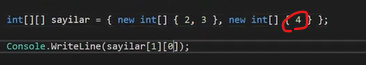 int[][] sayilar = { new int[] { 2, 3 }, new int[] { 4 } };
Console.WriteLine(sayilar[1][0]);